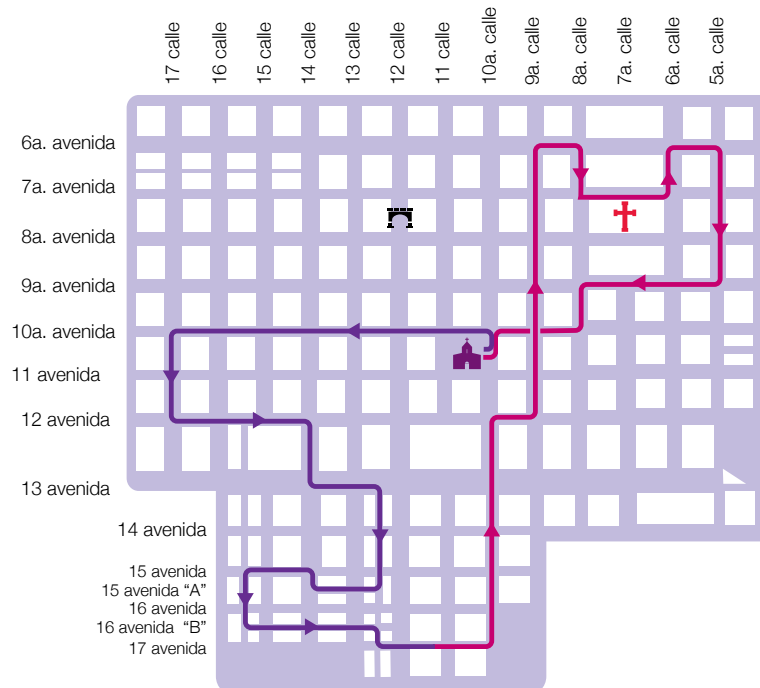 17 calle
16 calle
15 calle
14 calle
13 calle
12 calle
11 calle
10a. calle
9a. calle
8a. calle
7a. calle
6a. calle
5a. calle
6a. avenida
7a. avenida
8a. avenida
9a. avenida
10a. avenida
11 avenida
12 avenida
13 avenida
14 avenida
15 avenida
15 avenida “A”
16 avenida
16 avenida “B”
17 avenida